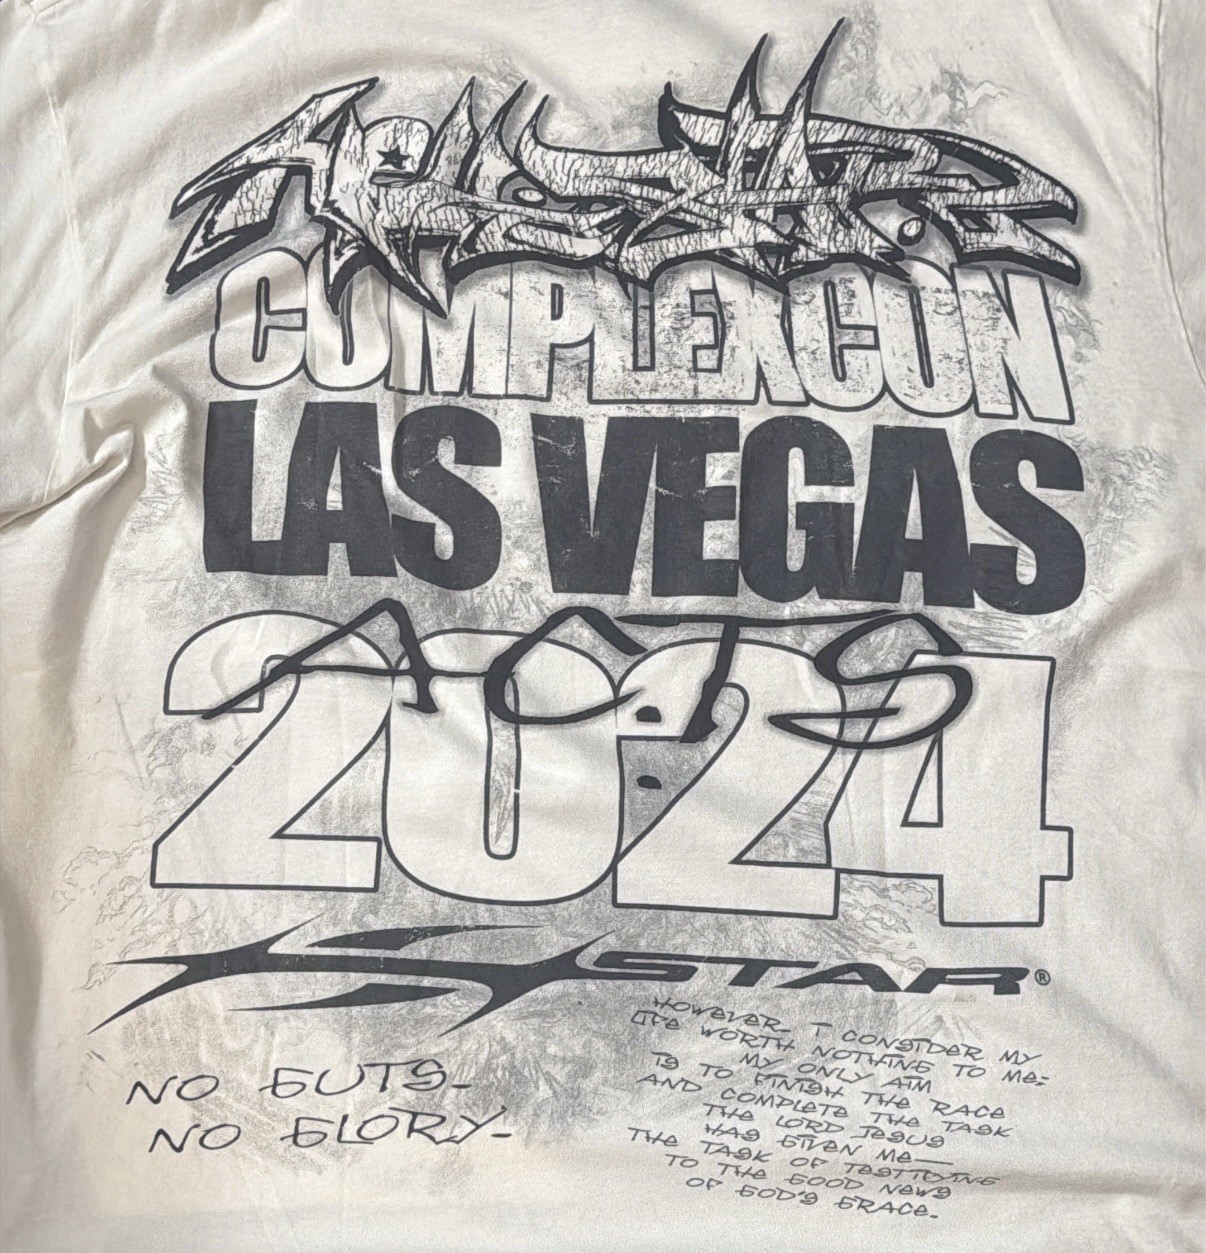 HELLSTAR
COMPLEXCON
LAS VEGAS
2024
ACTS
:
STAR®
NO GUTS.
NO GLORY.
HOWEVER, I CONSIDER MY
LIFE WORTH NOTHING TO ME;
MY ONLY AIM
IS TO FINISH THE RACE
AND COMPLETE THE TASK
THE LORD JESUS
HAS GIVEN ME—
THE TASK OF TESTIFYING
TO THE GOOD NEWS
OF GOD'S GRACE.